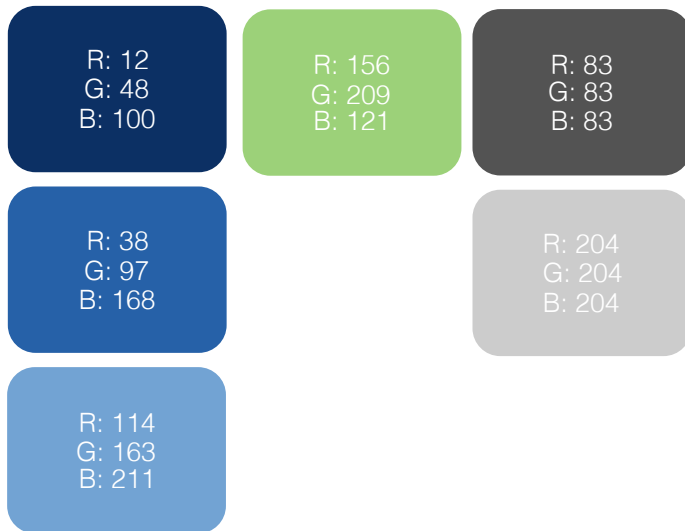 R: 12
G: 48
B: 100
R: 156
G: 209
B: 121
R: 83
G: 83
B: 83
R: 38
G: 97
B: 168
R: 204
G: 204
B: 204
R: 114
G: 163
B: 211